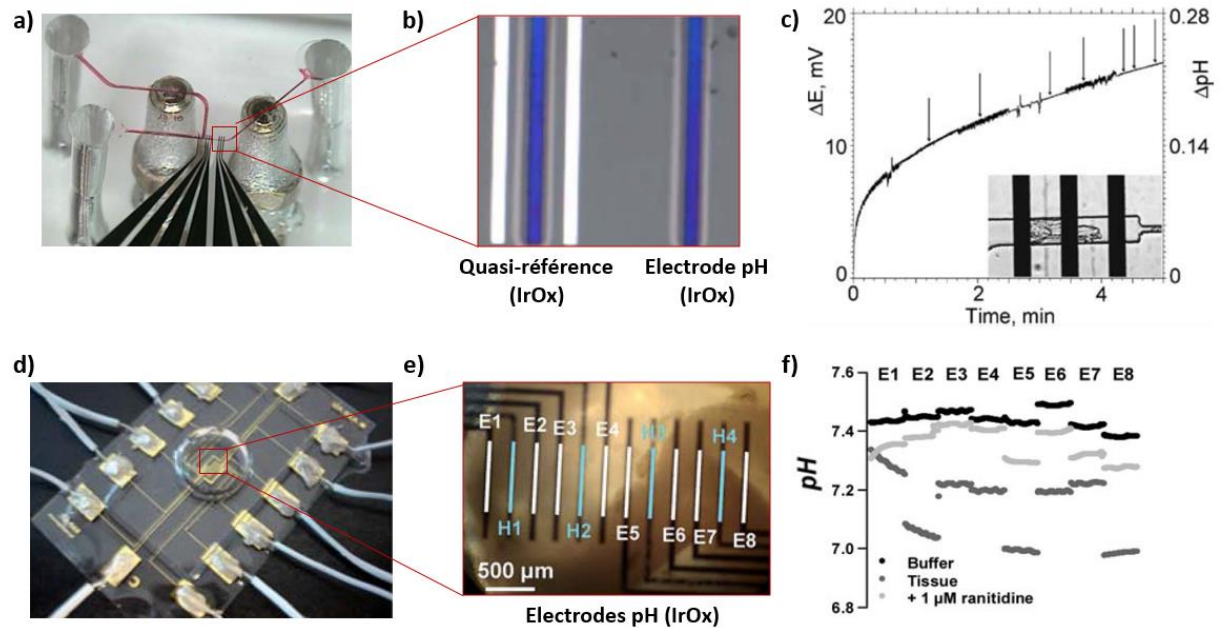 a)
b)
Quasi-référence
(IrOx)
Electrode pH
(IrOx)
c)
20
10
0
ΔE, mV
0.28
0.14
0
ΔpH
0
2
4
Time, min
d)
e)
E1
E2
E3
E4
H3
H4
H1
H2
E5
E6
E7
E8
500 µm
Electrodes pH (IrOx)
f)
7.6
7.4
7.2
7.0
6.8
pH
E1 E2 E3 E4 E5 E6 E7 E8
Buffer
Tissue
+ 1 µM ranitidine